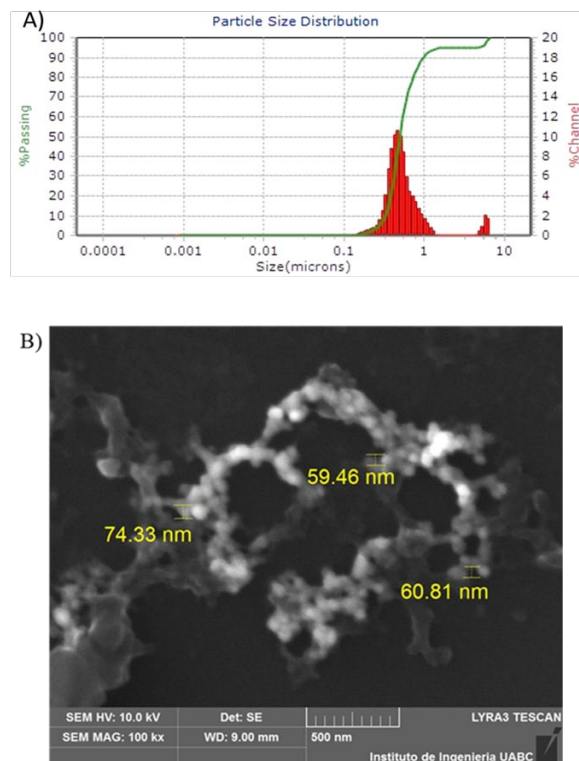 A)
Particle Size Distribution
100 90 80 70 60 50 40 30 20 10 0
%Passing
20 18 16 14 12 10 8 6 4 2 0
%Channel
0.0001 0.001 0.01 0.1 1 10
Size(microns)
B)
59.46 nm
74.33 nm
60.81 nm
SEM HV: 10.0 kV Det: SE LYRA3 TESCAN
SEM MAG: 100 kx WD: 9.00 mm 500 nm
Instituto de Ingeniería UABC